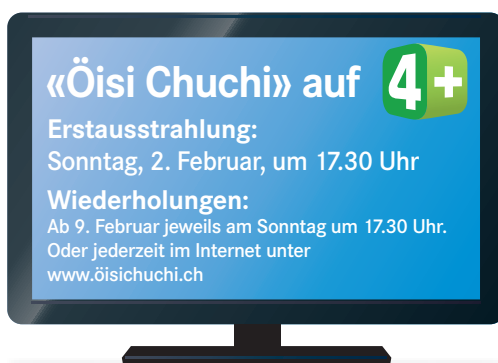 «Öisi Chuchi» auf 4+
Erstausstrahlung:
Sonntag, 2. Februar, um 17.30 Uhr
Wiederholungen:
Ab 9. Februar jeweils am Sonntag um 17.30 Uhr.
Oder jederzeit im Internet unter
www.öisichuchi.ch